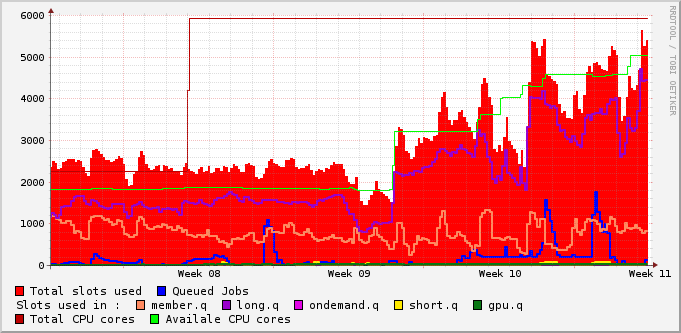 RRDTOOL / TOBI OETIKER
6000
5000
4000
3000
2000
1000
0
Week 08 Week 09 Week 10 Week 11
Total slots used Queued Jobs
Slots used in : member.q long.q ondemand.q short.q gpu.q
Total CPU cores Availale CPU cores